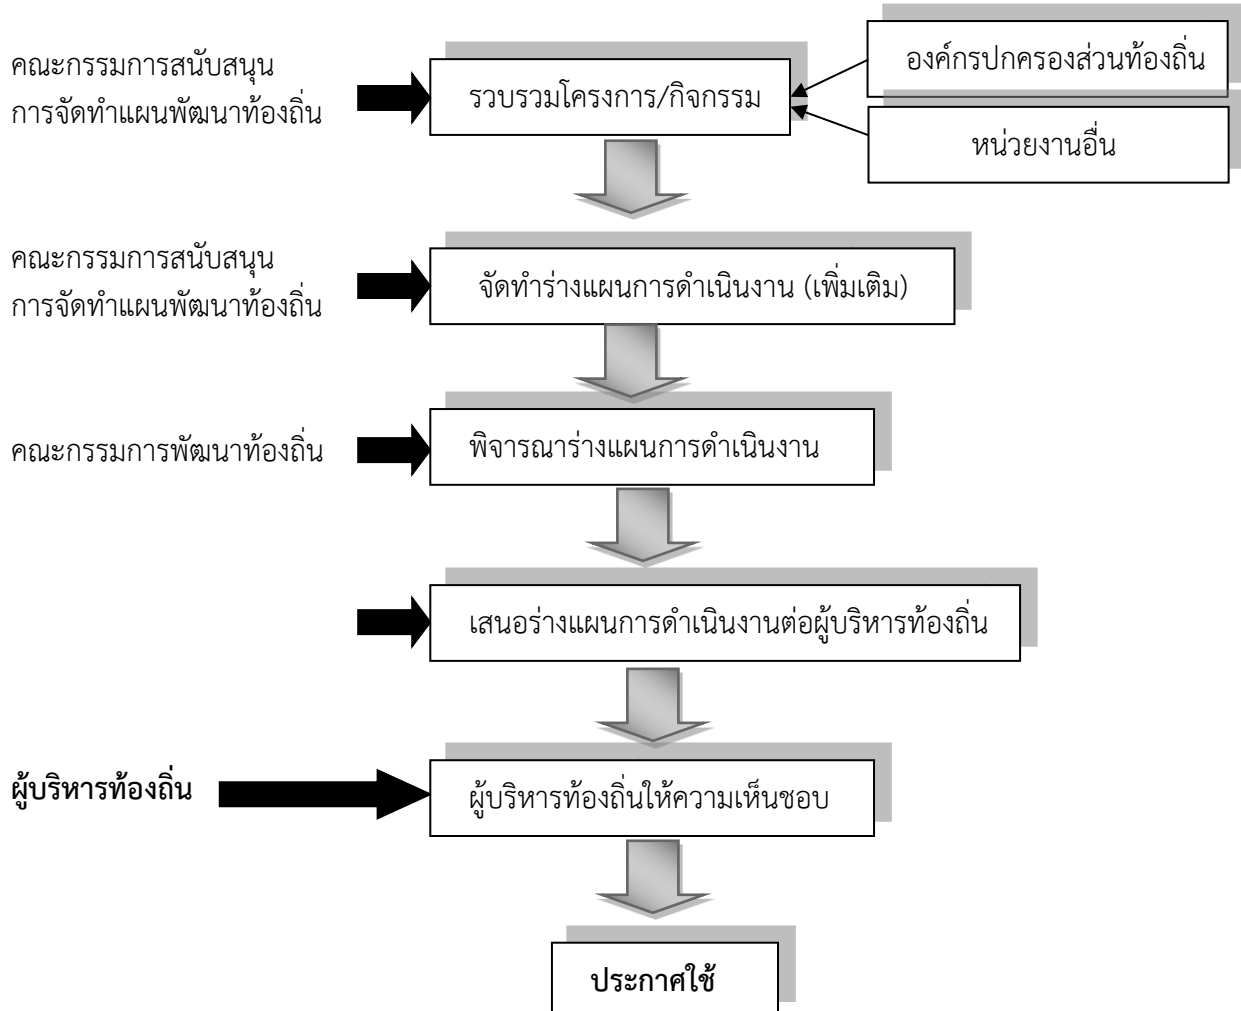 คณะกรรมการสนับสนุน
การจัดทำแผนพัฒนาท้องถิ่น
รวบรวมโครงการ/กิจกรรม
องค์กรปกครองส่วนท้องถิ่น
หน่วยงานอื่น
คณะกรรมการสนับสนุน
การจัดทำแผนพัฒนาท้องถิ่น
จัดทำร่างแผนการดำเนินงาน (เพิ่มเติม)
คณะกรรมการพัฒนาท้องถิ่น
พิจารณาร่างแผนการดำเนินงาน
เสนอร่างแผนการดำเนินงานต่อผู้บริหารท้องถิ่น
ผู้บริหารท้องถิ่น
ผู้บริหารท้องถิ่นให้ความเห็นชอบ
ประกาศใช้